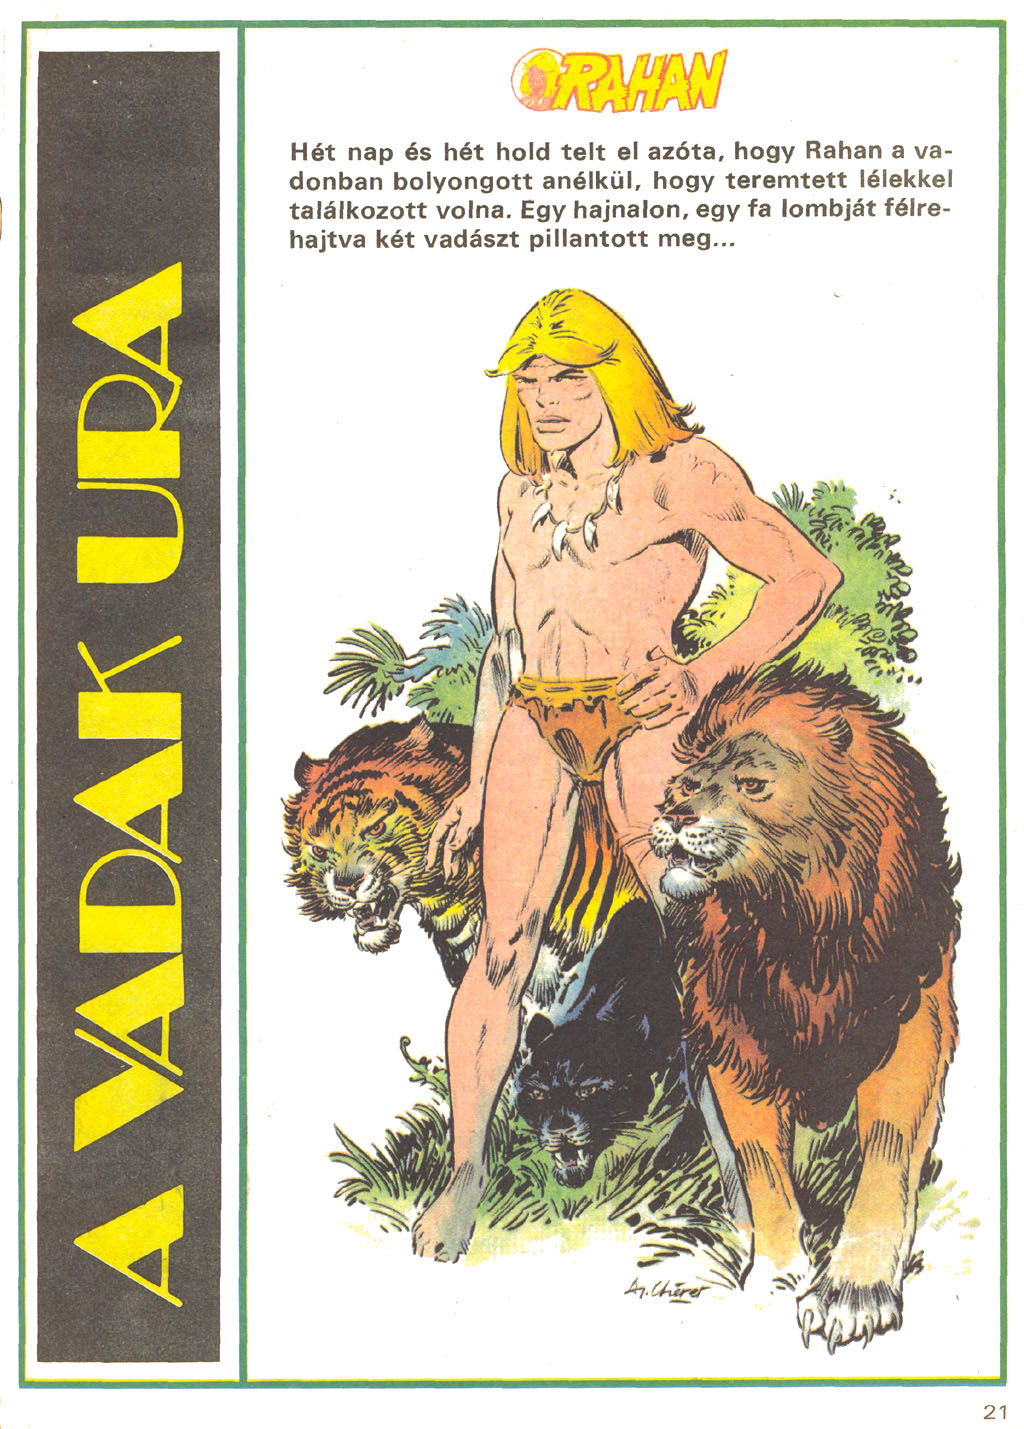 A VADAK URA
RAHAN
Hét nap és hét hold telt el azóta, hogy Rahan a va-
donban bolyongott anélkül, hogy teremtett lélekkel
találkozott volna. Egy hajnalon, egy fa lombját félre-
hajtva két vadászt pillantott meg...
A. Chéret
21